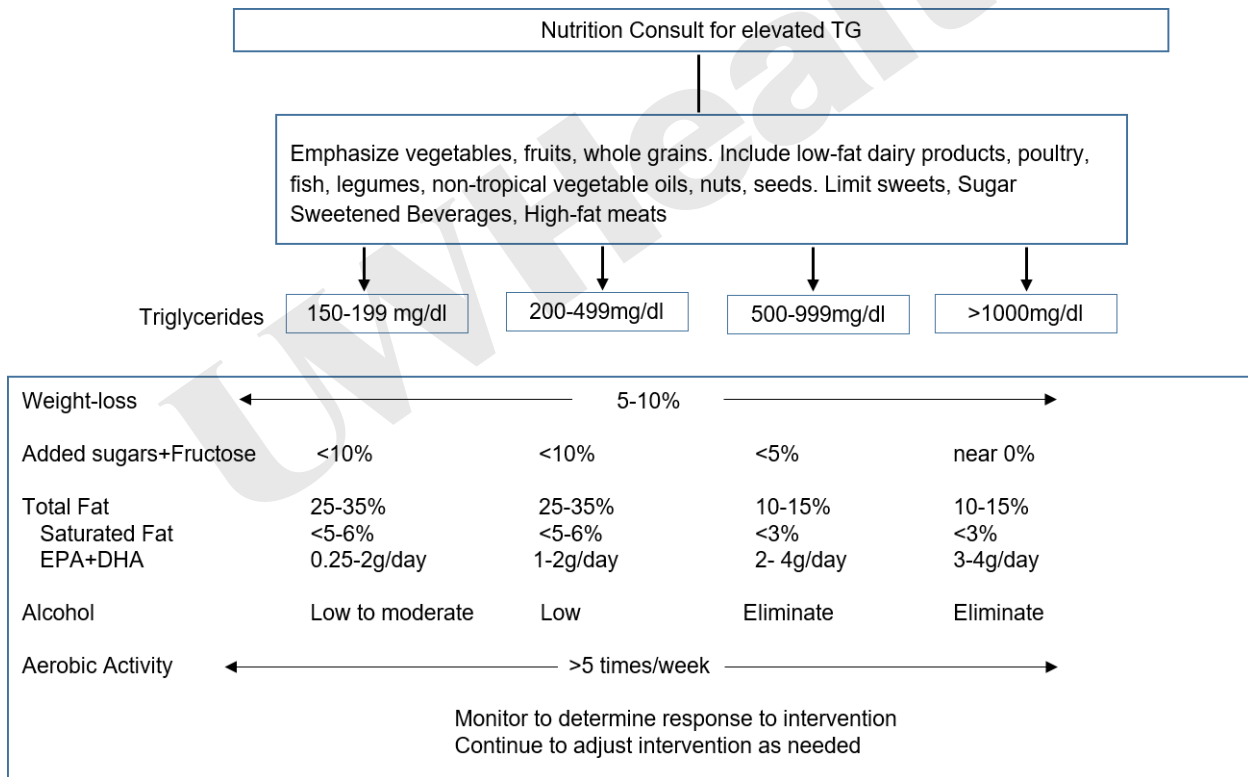 Nutrition Consult for elevated TG
Emphasize vegetables, fruits, whole grains. Include low-fat dairy products, poultry,
fish, legumes, non-tropical vegetable oils, nuts, seeds. Limit sweets, Sugar
Sweetened Beverages, High-fat meats
Triglycerides 150-199 mg/dl 200-499mg/dl 500-999mg/dl >1000mg/dl
Weight-loss 5-10%
Added sugars+Fructose <10% <10% <5% near 0%
Total Fat 25-35% 25-35% 10-15% 10-15%
Saturated Fat <5-6% <5-6% <3% <3%
EPA+DHA 0.25-2g/day 1-2g/day 2- 4g/day 3-4g/day
Alcohol Low to moderate Low Eliminate Eliminate
Aerobic Activity >5 times/week
Monitor to determine response to intervention
Continue to adjust intervention as needed
UWHealt